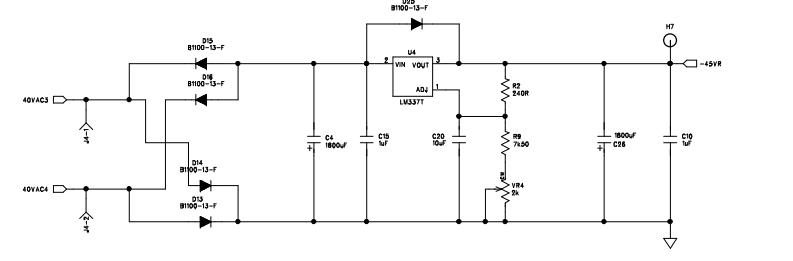 D25
B1100-13-F
H7
D15
B1100-13-F
U4
2 VIN VOUT 3
-45VR
D16
B1100-13-F
ADJ 1
R2
240R
40VAC3
LM337T
J4-1
C4
1800uF
C15
1uF
C20
10uF
R9
7k50
1800uF
C26
C10
1uF
D14
B1100-13-F
CW
VR4
2k
40VAC4
D13
B1100-13-F
J4-2